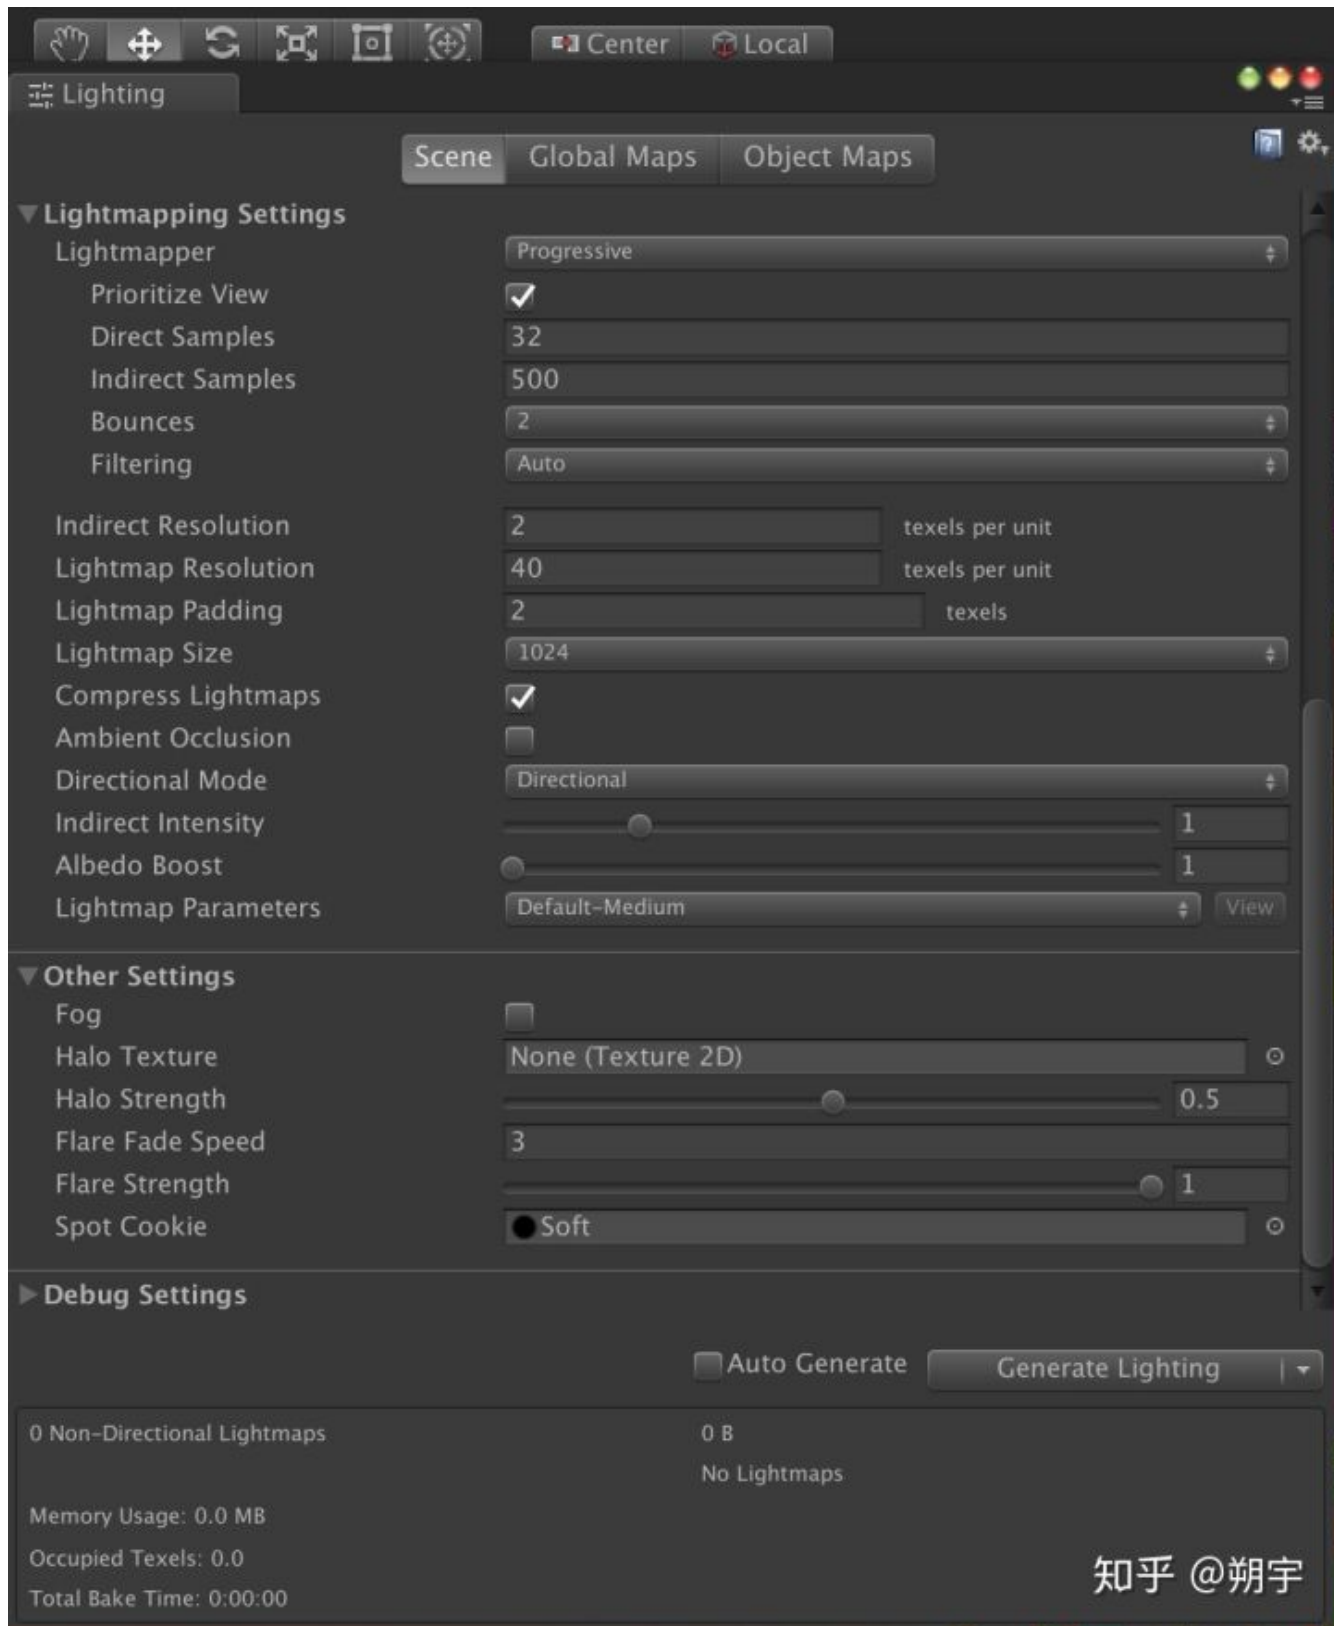 Center Local
Lighting
Scene Global Maps Object Maps
Lightmapping Settings
Lightmapper Progressive
Prioritize View
Direct Samples 32
Indirect Samples 500
Bounces 2
Filtering Auto
Indirect Resolution 2 texels per unit
Lightmap Resolution 40 texels per unit
Lightmap Padding 2 texels
Lightmap Size 1024
Compress Lightmaps
Ambient Occlusion
Directional Mode Directional
Indirect Intensity 1
Albedo Boost 1
Lightmap Parameters Default-Medium View
Other Settings
Fog
Halo Texture None (Texture 2D)
Halo Strength 0.5
Flare Fade Speed 3
Flare Strength 1
Spot Cookie Soft
Debug Settings
Auto Generate Generate Lighting
0 Non-Directional Lightmaps 0 B
No Lightmaps
Memory Usage: 0.0 MB
Occupied Texels: 0.0
Total Bake Time: 0:00:00
知乎 @朔宇